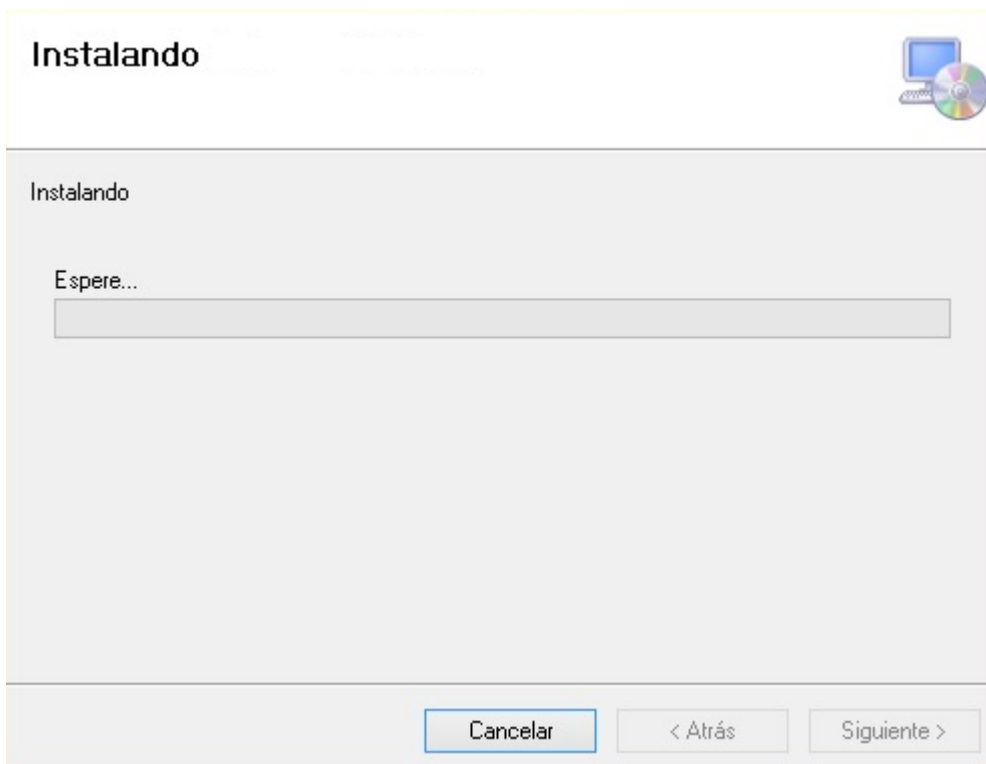 Instalando
Instalando
Espere...
Cancelar
< Atrás
Siguiente >